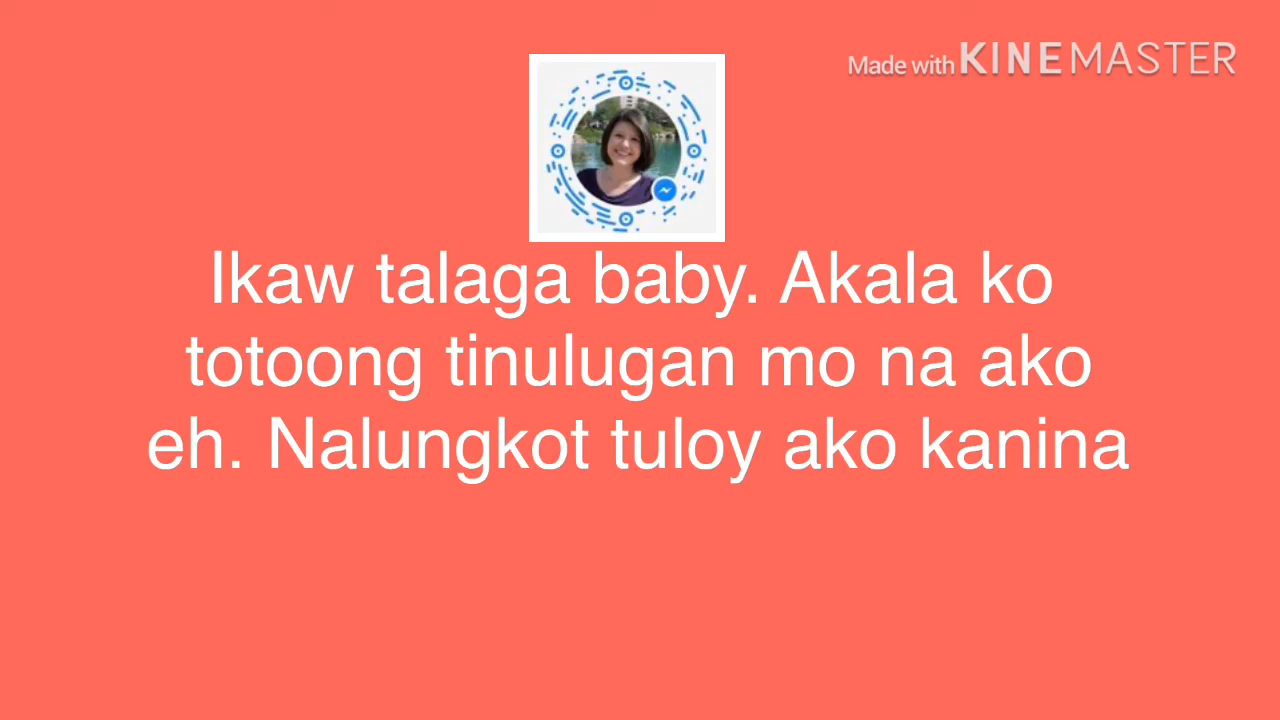 Made with KINEMASTER
Ikaw talaga baby. Akala ko
totoong tinulugan mo na ako
eh. Nalungkot tuloy ako kanina